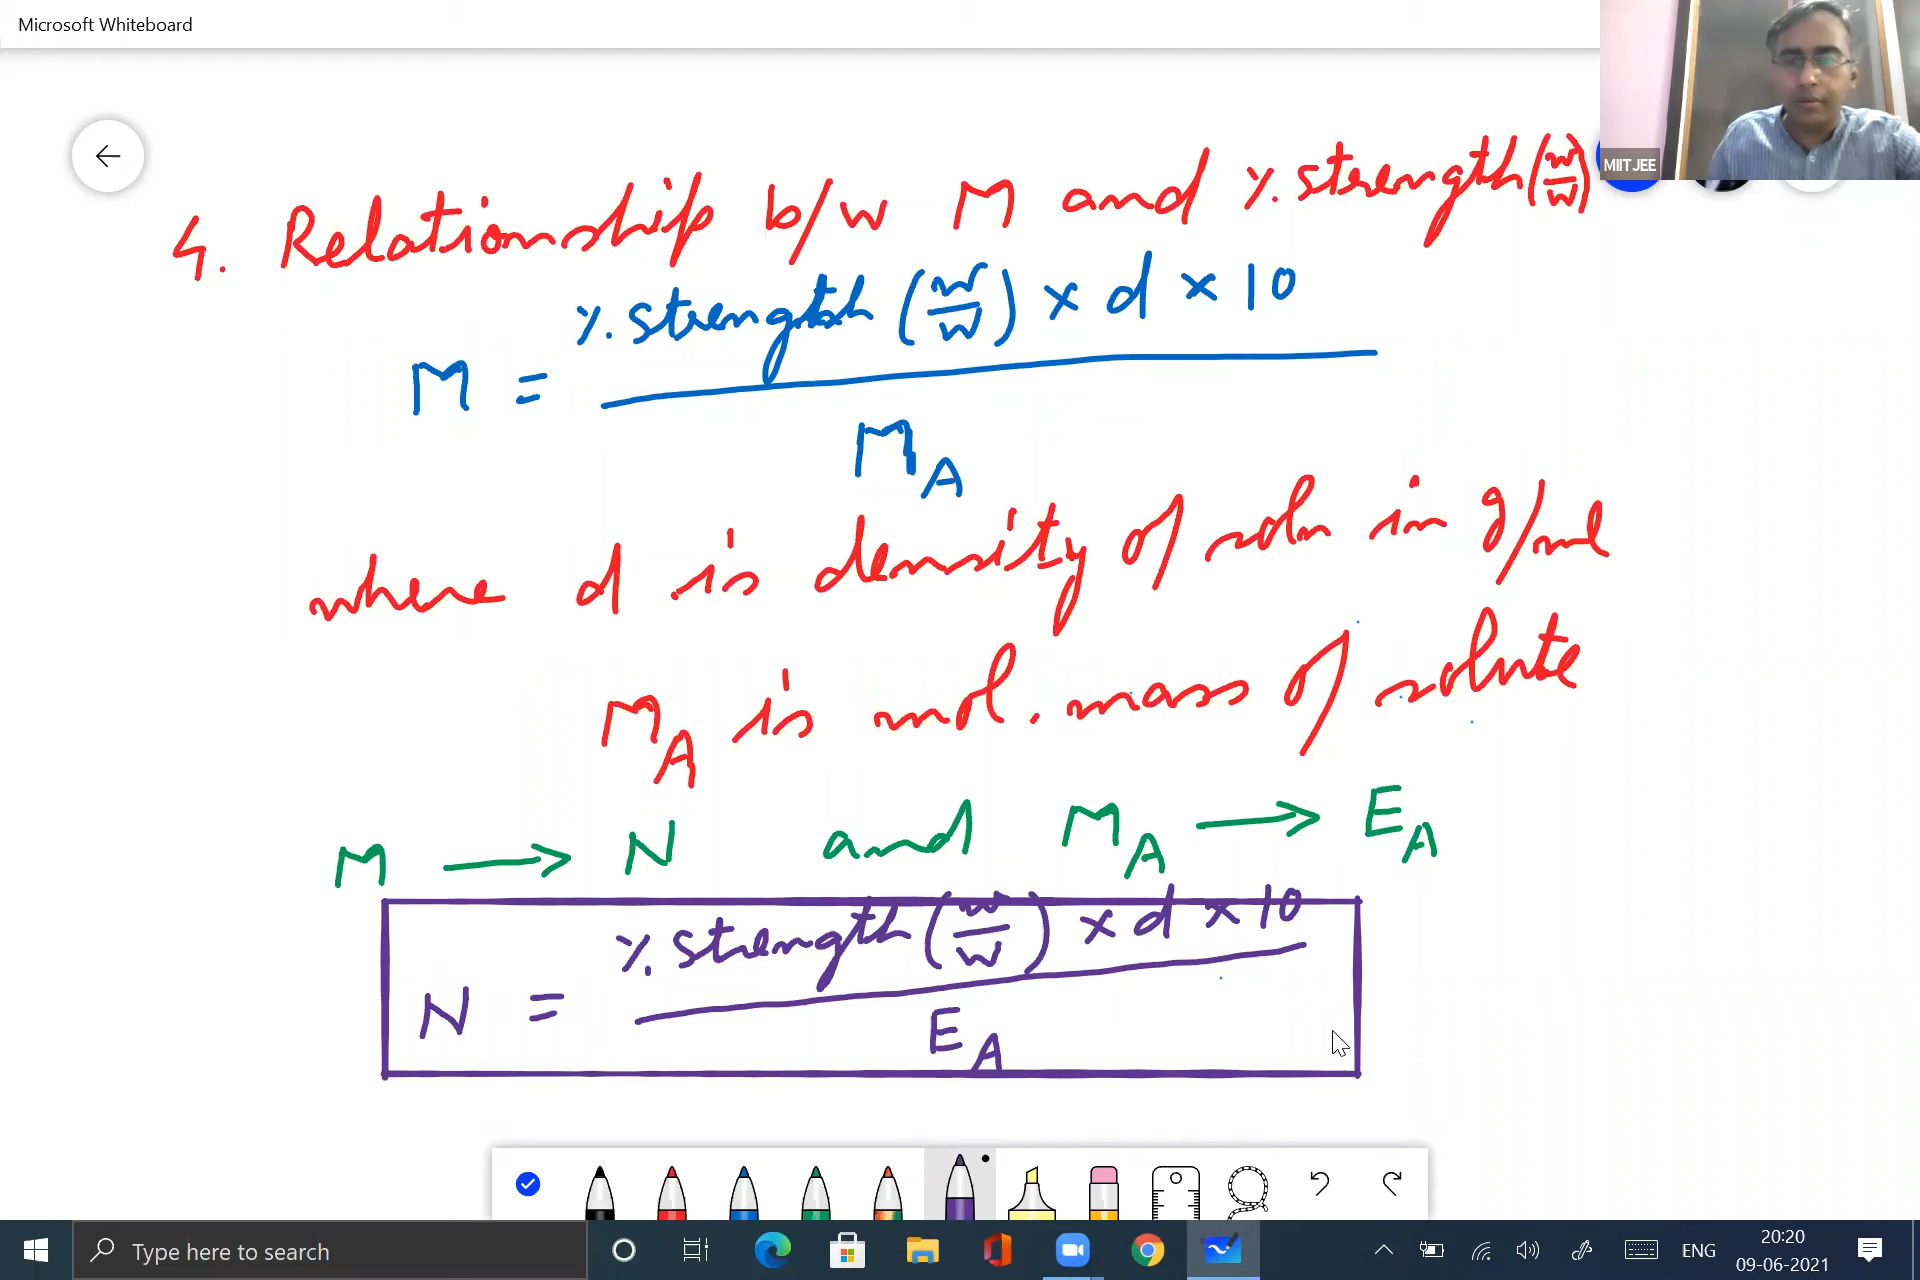 Microsoft Whiteboard
MIIT JEE
4. Relationship b/w M and %. strength (w/W)
M = %. strength (w/W) x d x 10 / M_A
where d is density of soln in g/ml
M_A is mol. mass of solute
M → N and M_A → E_A
N = %. strength (w/W) x d x 10 / E_A
Type here to search
ENG
20:20
09-06-2021